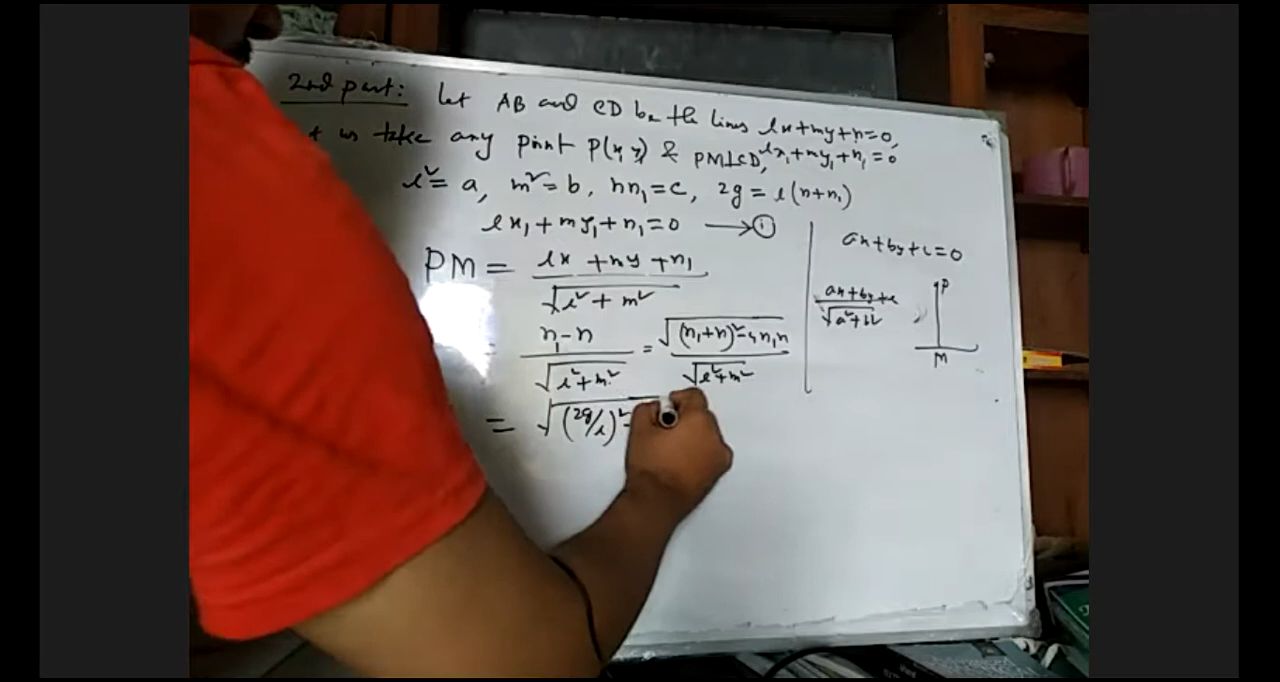 2nd part: Let AB and CD be the lines lx+my+n=0,
us take any point P(x,y) & PM⊥CD, lx₁+my₁+n₁=0
l²=a, m²=b, nn₁=c, 2g=l(n+n₁)
lx₁+my₁+n₁=0 →①
PM = (lx+my+n₁)/√(l²+m²)
= (n₁-n)/√(l²+m²) = √((n₁+n)²-4n₁n)/√(l²+m²)
= √((2g/l)²-
ax+by+c=0
(ax+by+c)/√(a²+b²)
P
M